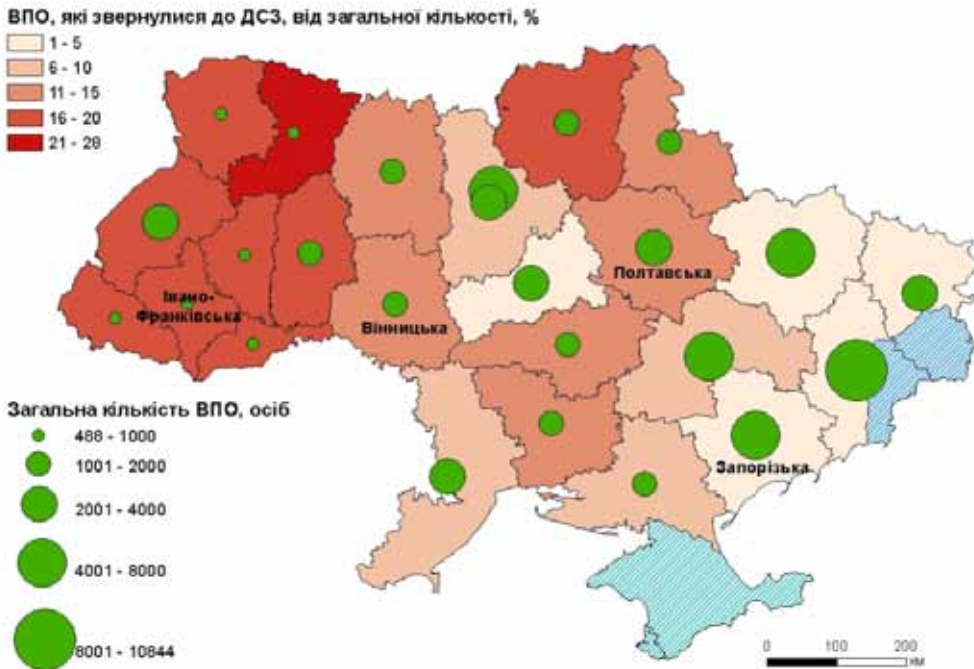 ВПО, які звернулися до ДСЗ, від загальної кількості, %
1 - 5
6 - 10
11 - 15
16 - 20
21 - 29
Полтавська
Івано-
Франківська
Вінницька
Запорізька
Загальна кількість ВПО, осіб
488 - 1000
1001 - 2000
2001 - 4000
4001 - 8000
8001 - 10844
0 100 200
км